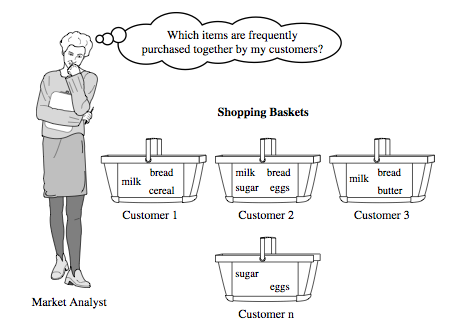 Which items are frequently
purchased together by my customers?
Shopping Baskets
milk bread
cereal
Customer 1
milk bread
sugar eggs
Customer 2
milk bread
butter
Customer 3
sugar
eggs
Customer n
Market Analyst